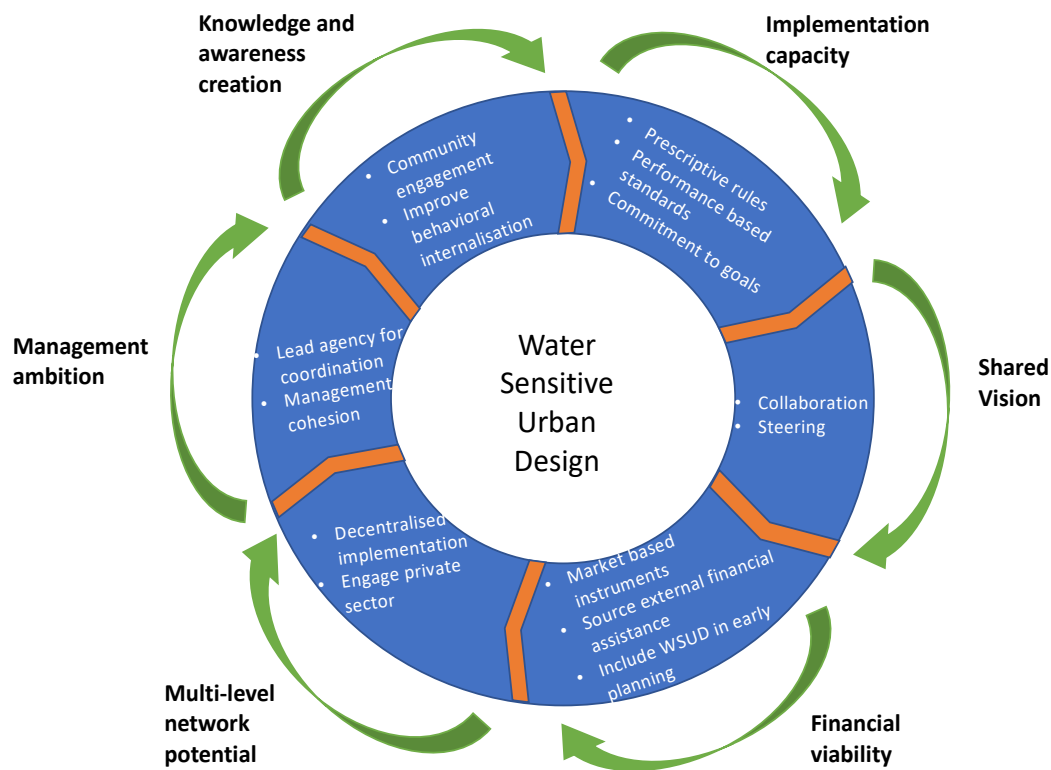 Knowledge and
awareness
creation
Implementation
capacity
• Community
engagement
• Improve
behavioral
internalisation
• Prescriptive rules
• Performance based
standards
• Commitment to goals
Management
ambition
• Lead agency for
coordination
• Management
cohesion
Water
Sensitive
Urban
Design
• Collaboration
• Steering
Shared
Vision
• Decentralised
implementation
• Engage private
sector
• Market based
instruments
• Source external financial
assistance
• Include WSUD in early
planning
Multi-level
network
potential
Financial
viability